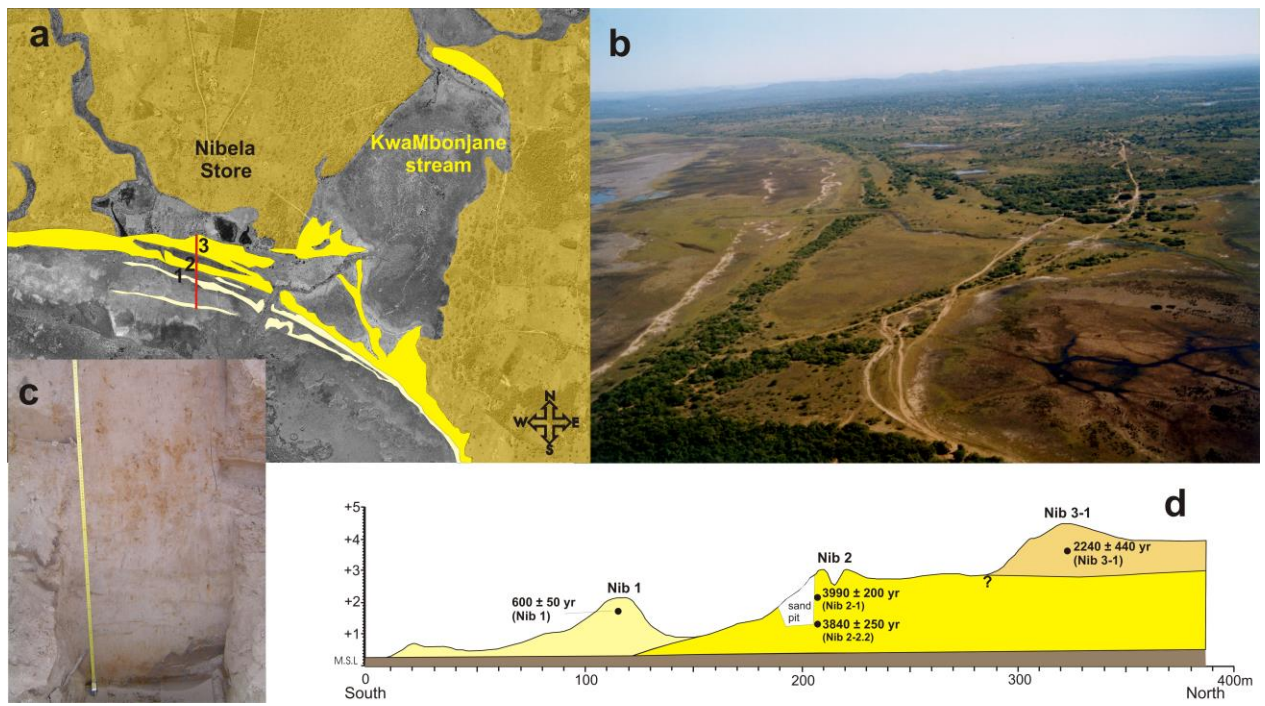 a
Nibela
Store
KwaMbonjane
stream
3
2
1
N
W E
S
b
c
d
+5
+4
+3
+2
+1
M.S.L
Nib 1
600 ± 50 yr
(Nib 1)
Nib 2
sand
pit
3990 ± 200 yr
(Nib 2-1)
3840 ± 250 yr
(Nib 2-2.2)
?
Nib 3-1
2240 ± 440 yr
(Nib 3-1)
0 100 200 300 400m
South North